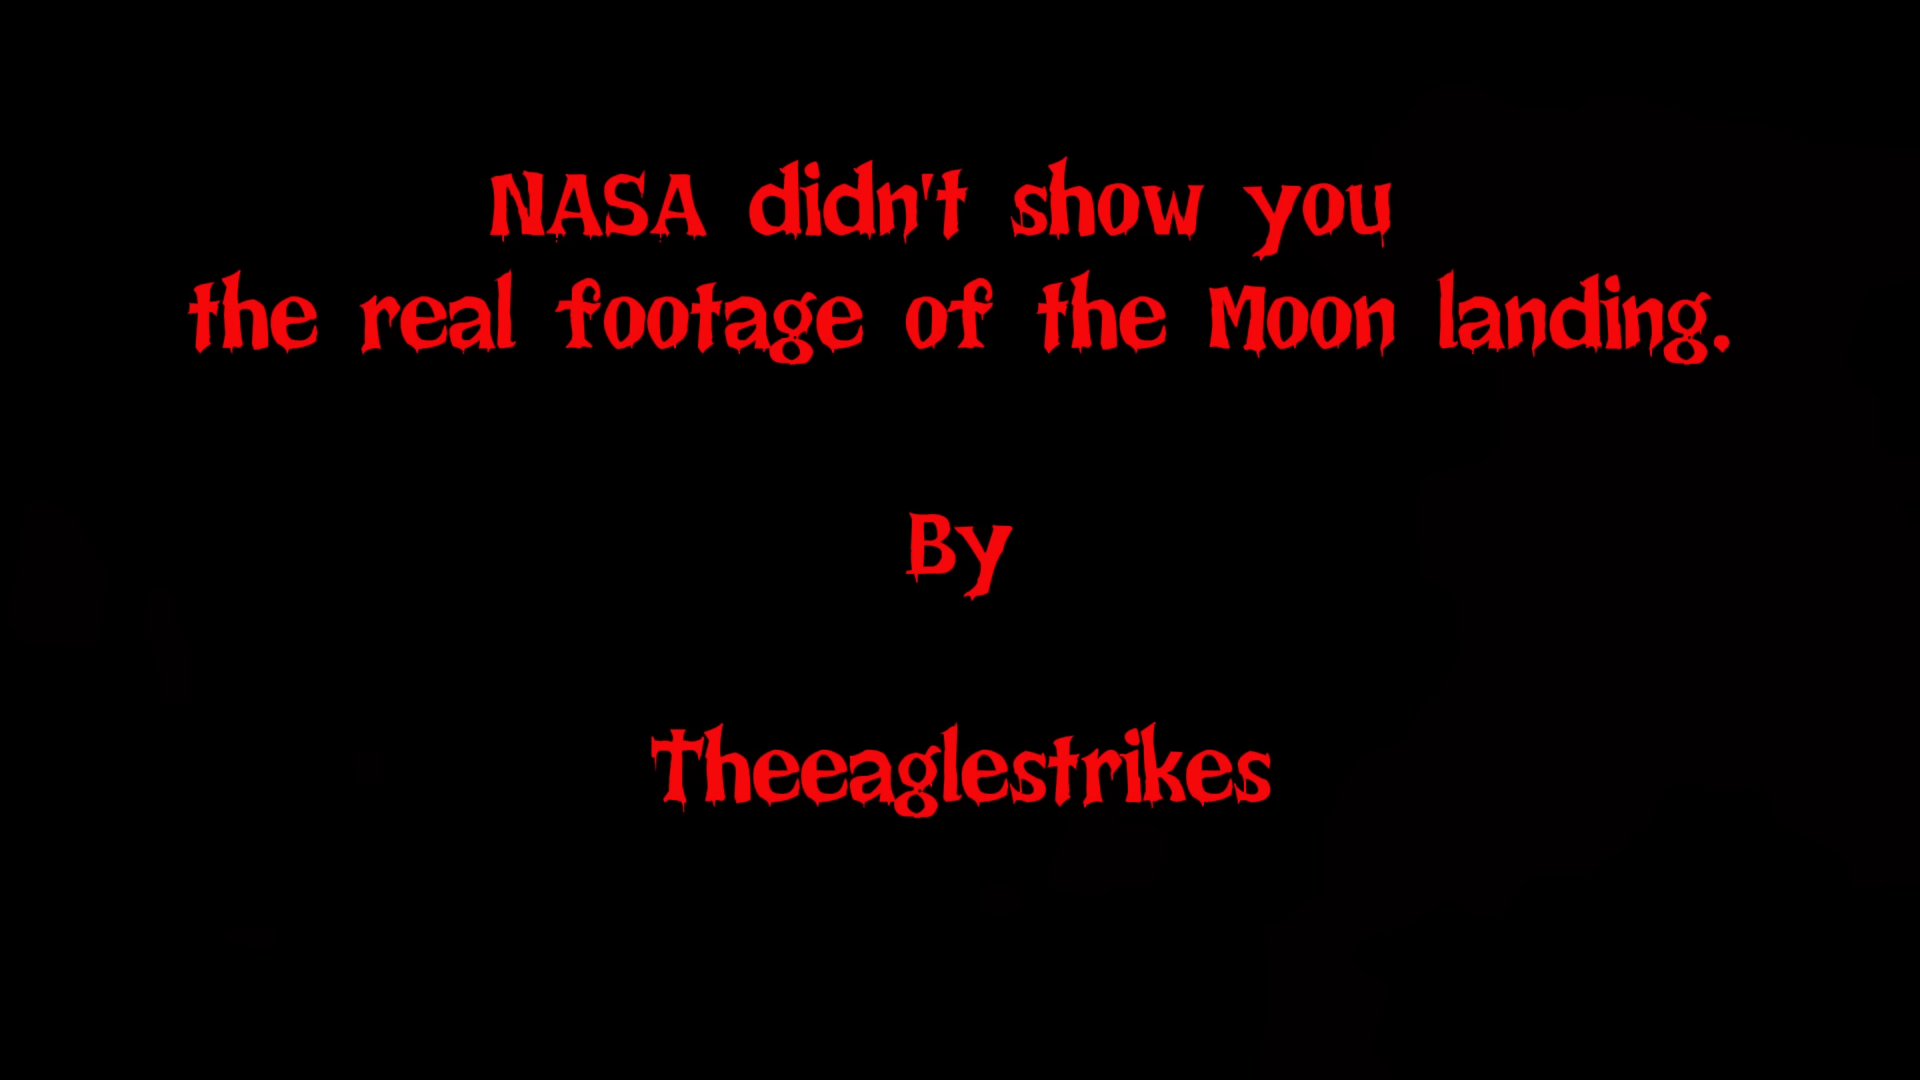 NASA didn't show you
the real footage of the Moon landing.
By
Theeaglestrikes